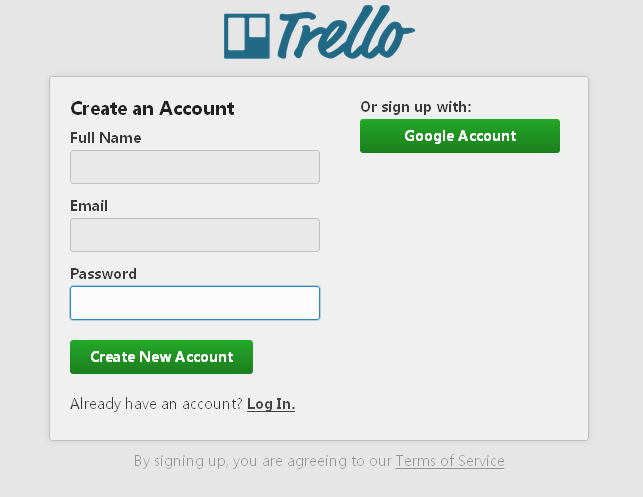 Trello
Create an Account
Full Name
Email
Password
Create New Account
Already have an account? Log In.
Or sign up with:
Google Account
By signing up, you are agreeing to our Terms of Service